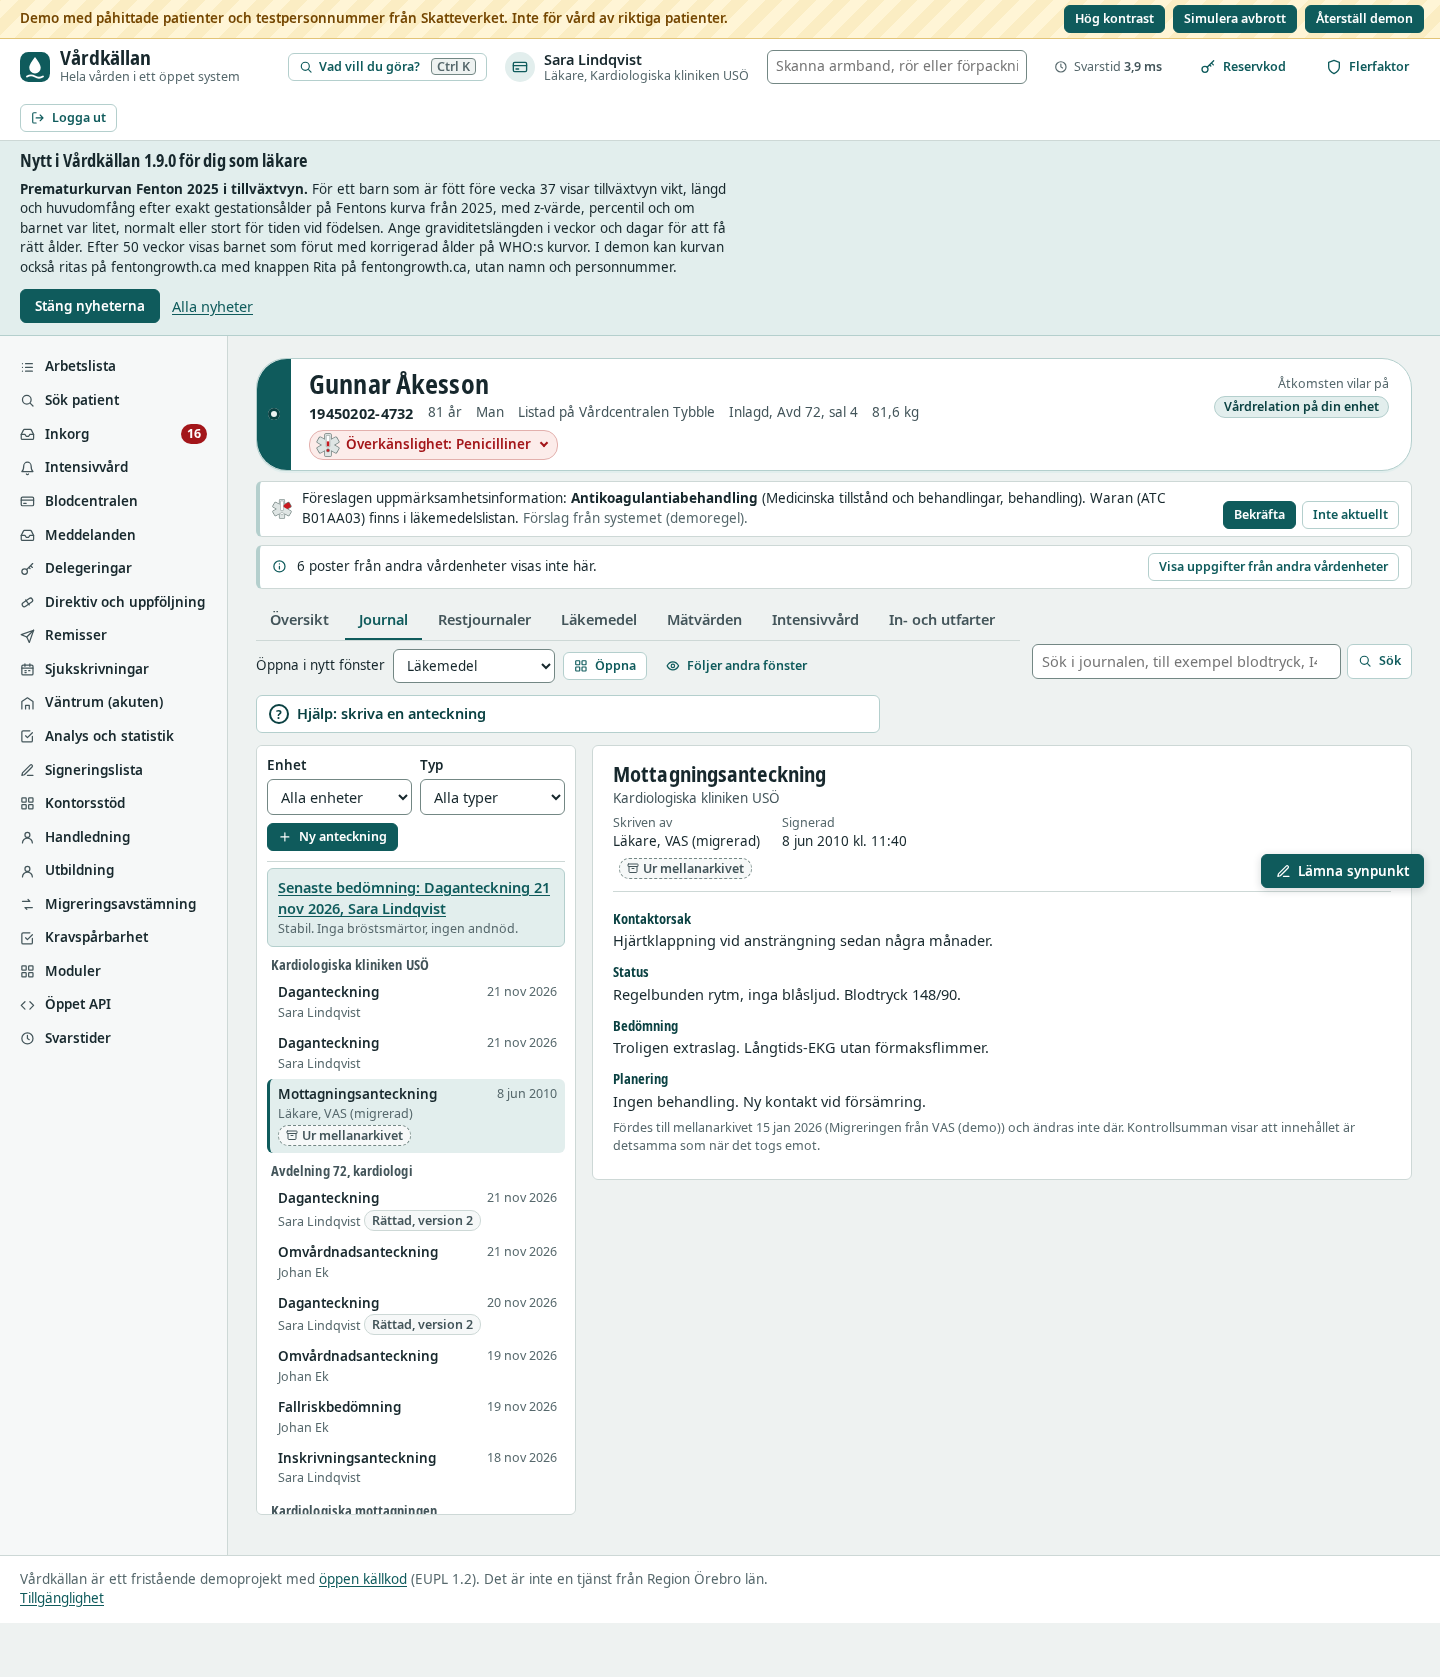 Demo med påhittade patienter och testpersonnummer från Skatteverket. Inte för vård av riktiga patienter.
Hög kontrast
Simulera avbrott
Återställ demon
Vårdkällan
Hela vården i ett öppet system
Vad vill du göra? Ctrl K
Sara Lindqvist
Läkare, Kardiologiska kliniken USÖ
Skanna armband, rör eller förpackni
Svarstid 3,9 ms
Reservkod
Flerfaktor
Logga ut
Nytt i Vårdkällan 1.9.0 för dig som läkare
Prematurkurvan Fenton 2025 i tillväxtvyn. För ett barn som är fött före vecka 37 visar tillväxtvyn vikt, längd
och huvudomfång efter exakt gestationsålder på Fentons kurva från 2025, med z-värde, percentil och om
barnet var litet, normalt eller stort för tiden vid födelsen. Ange graviditetslängden i veckor och dagar för att få
rätt ålder. Efter 50 veckor visas barnet som förut med korrigerad ålder på WHO:s kurvor. I demon kan kurvan
också ritas på fentongrowth.ca med knappen Rita på fentongrowth.ca, utan namn och personnummer.
Stäng nyheterna
Alla nyheter
Arbetslista
Sök patient
Inkorg 16
Intensivvård
Blodcentralen
Meddelanden
Delegeringar
Direktiv och uppföljning
Remisser
Sjukskrivningar
Väntrum (akuten)
Analys och statistik
Signeringslista
Kontorsstöd
Handledning
Utbildning
Migreringsavstämning
Kravspårbarhet
Moduler
Öppet API
Svarstider
Gunnar Åkesson
19450202-4732 81 år Man Listad på Vårdcentralen Tybble Inlagd, Avd 72, sal 4 81,6 kg
Överkänslighet: Penicilliner
Åtkomsten vilar på
Vårdrelation på din enhet
Föreslagen uppmärksamhetsinformation: Antikoagulantiabehandling (Medicinska tillstånd och behandlingar, behandling). Waran (ATC
B01AA03) finns i läkemedelslistan. Förslag från systemet (demoregel).
Bekräfta
Inte aktuellt
6 poster från andra vårdenheter visas inte här.
Visa uppgifter från andra vårdenheter
Översikt
Journal
Restjournaler
Läkemedel
Mätvärden
Intensivvård
In- och utfarter
Öppna i nytt fönster
Läkemedel
Öppna
Följer andra fönster
Sök i journalen, till exempel blodtryck, I4
Sök
? Hjälp: skriva en anteckning
Enhet
Typ
Alla enheter
Alla typer
Ny anteckning
Senaste bedömning: Daganteckning 21
nov 2026, Sara Lindqvist
Stabil. Inga bröstsmärtor, ingen andnöd.
Kardiologiska kliniken USÖ
Daganteckning 21 nov 2026
Sara Lindqvist
Daganteckning 21 nov 2026
Sara Lindqvist
Mottagningsanteckning 8 jun 2010
Läkare, VAS (migrerad)
Ur mellanarkivet
Avdelning 72, kardiologi
Daganteckning 21 nov 2026
Sara Lindqvist Rättad, version 2
Omvårdnadsanteckning 21 nov 2026
Johan Ek
Daganteckning 20 nov 2026
Sara Lindqvist Rättad, version 2
Omvårdnadsanteckning 19 nov 2026
Johan Ek
Fallriskbedömning 19 nov 2026
Johan Ek
Inskrivningsanteckning 18 nov 2026
Sara Lindqvist
Kardiologiska mottagningen
Mottagningsanteckning
Kardiologiska kliniken USÖ
Skriven av
Läkare, VAS (migrerad)
Signerad
8 jun 2010 kl. 11:40
Ur mellanarkivet
Lämna synpunkt
Kontaktorsak
Hjärtklappning vid ansträngning sedan några månader.
Status
Regelbunden rytm, inga blåsljud. Blodtryck 148/90.
Bedömning
Troligen extraslag. Långtids-EKG utan förmaksflimmer.
Planering
Ingen behandling. Ny kontakt vid försämring.
Fördes till mellanarkivet 15 jan 2026 (Migreringen från VAS (demo)) och ändras inte där. Kontrollsumman visar att innehållet är
detsamma som när det togs emot.
Vårdkällan är ett fristående demoprojekt med öppen källkod (EUPL 1.2). Det är inte en tjänst från Region Örebro län.
Tillgänglighet